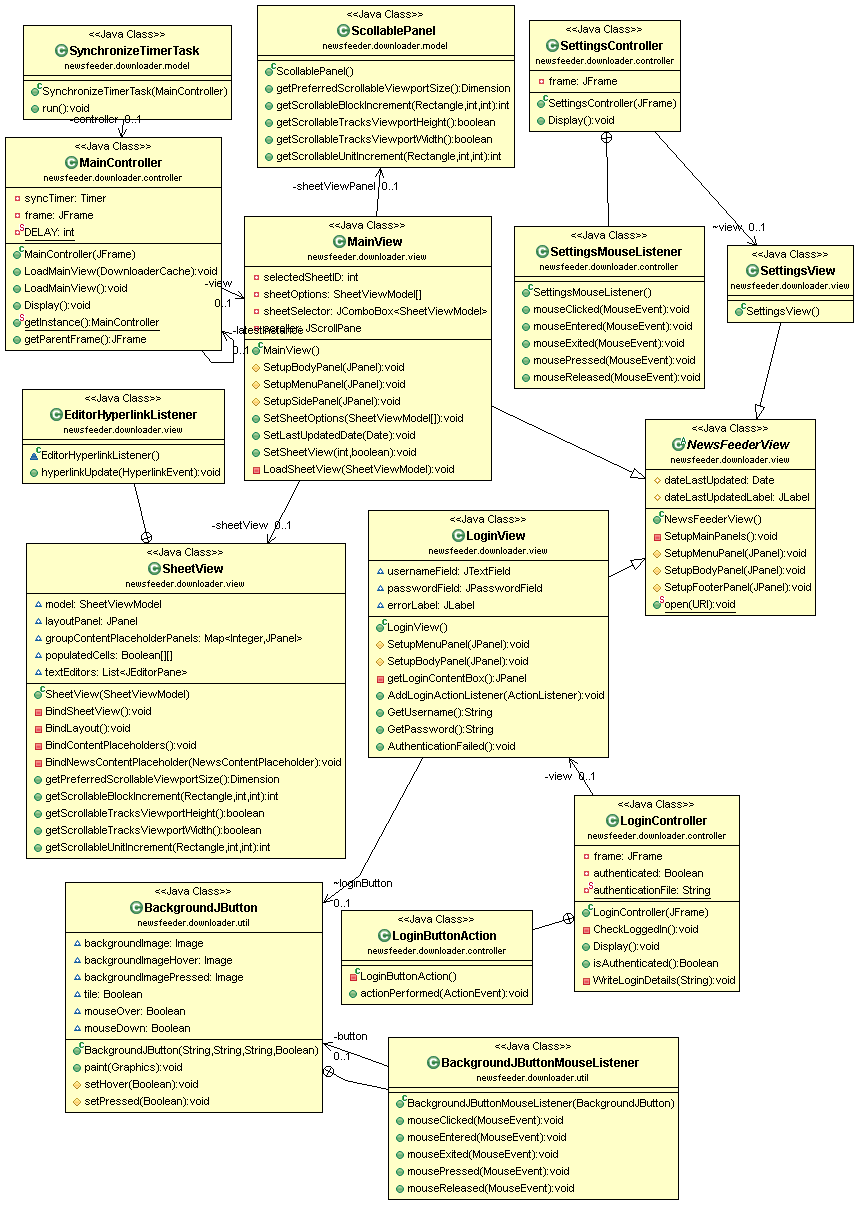 <<Java Class>>
SynchronizeTimerTask
newsfeeder.downloader.model
SynchronizeTimerTask(MainController)
run():void
-controller 0..1
<<Java Class>>
ScollablePanel
newsfeeder.downloader.model
ScollablePanel()
getPreferredScrollableViewportSize():Dimension
getScrollableBlockIncrement(Rectangle,int,int):int
getScrollableTracksViewportHeight():boolean
getScrollableTracksViewportWidth():boolean
getScrollableUnitIncrement(Rectangle,int,int):int
-sheetViewPanel 0..1
<<Java Class>>
SettingsController
newsfeeder.downloader.controller
frame: JFrame
SettingsController(JFrame)
Display():void
~view 0..1
<<Java Class>>
MainController
newsfeeder.downloader.controller
syncTimer: Timer
frame: JFrame
DELAY: int
MainController(JFrame)
LoadMainView(DownloaderCache):void
LoadMainView():void
Display():void
getInstance():MainController
getParentFrame():JFrame
-view
0..1
-latestInstance
0..1
<<Java Class>>
MainView
newsfeeder.downloader.view
selectedSheetID: int
sheetOptions: SheetViewModel[]
sheetSelector: JComboBox<SheetViewModel>
scroller: JScrollPane
MainView()
SetupBodyPanel(JPanel):void
SetupMenuPanel(JPanel):void
SetupSidePanel(JPanel):void
SetSheetOptions(SheetViewModel[]):void
SetLastUpdatedDate(Date):void
SetSheetView(int,boolean):void
LoadSheetView(SheetViewModel):void
-sheetView 0..1
<<Java Class>>
SettingsMouseListener
newsfeeder.downloader.controller
SettingsMouseListener()
mouseClicked(MouseEvent):void
mouseEntered(MouseEvent):void
mouseExited(MouseEvent):void
mousePressed(MouseEvent):void
mouseReleased(MouseEvent):void
<<Java Class>>
SettingsView
newsfeeder.downloader.view
SettingsView()
<<Java Class>>
EditorHyperlinkListener
newsfeeder.downloader.view
EditorHyperlinkListener()
hyperlinkUpdate(HyperlinkEvent):void
<<Java Class>>
NewsFeederView
newsfeeder.downloader.view
dateLastUpdated: Date
dateLastUpdatedLabel: JLabel
NewsFeederView()
SetupMainPanels():void
SetupMenuPanel(JPanel):void
SetupBodyPanel(JPanel):void
SetupFooterPanel(JPanel):void
open(URI):void
<<Java Class>>
SheetView
newsfeeder.downloader.view
model: SheetViewModel
layoutPanel: JPanel
groupContentPlaceholderPanels: Map<Integer,JPanel>
populatedCells: Boolean[][]
textEditors: List<JEditorPane>
SheetView(SheetViewModel)
BindSheetView():void
BindLayout():void
BindContentPlaceholders():void
BindNewsContentPlaceholder(NewsContentPlaceholder):void
getPreferredScrollableViewportSize():Dimension
getScrollableBlockIncrement(Rectangle,int,int):int
getScrollableTracksViewportHeight():boolean
getScrollableTracksViewportWidth():boolean
getScrollableUnitIncrement(Rectangle,int,int):int
<<Java Class>>
LoginView
newsfeeder.downloader.view
usernameField: JTextField
passwordField: JPasswordField
errorLabel: JLabel
LoginView()
SetupMenuPanel(JPanel):void
SetupBodyPanel(JPanel):void
getLoginContentBox():JPanel
AddLoginActionListener(ActionListener):void
GetUsername():String
GetPassword():String
AuthenticationFailed():void
-view 0..1
~loginButton
0..1
<<Java Class>>
LoginController
newsfeeder.downloader.controller
frame: JFrame
authenticated: Boolean
authenticationFile: String
LoginController(JFrame)
CheckLoggedIn():void
Display():void
isAuthenticated():Boolean
WriteLoginDetails(String):void
<<Java Class>>
BackgroundJButton
newsfeeder.downloader.util
backgroundImage: Image
backgroundImageHover: Image
backgroundImagePressed: Image
tile: Boolean
mouseOver: Boolean
mouseDown: Boolean
BackgroundJButton(String,String,String,Boolean)
paint(Graphics):void
setHover(Boolean):void
setPressed(Boolean):void
<<Java Class>>
LoginButtonAction
newsfeeder.downloader.controller
LoginButtonAction()
actionPerformed(ActionEvent):void
-button
0..1
<<Java Class>>
BackgroundJButtonMouseListener
newsfeeder.downloader.util
BackgroundJButtonMouseListener(BackgroundJButton)
mouseClicked(MouseEvent):void
mouseEntered(MouseEvent):void
mouseExited(MouseEvent):void
mousePressed(MouseEvent):void
mouseReleased(MouseEvent):void